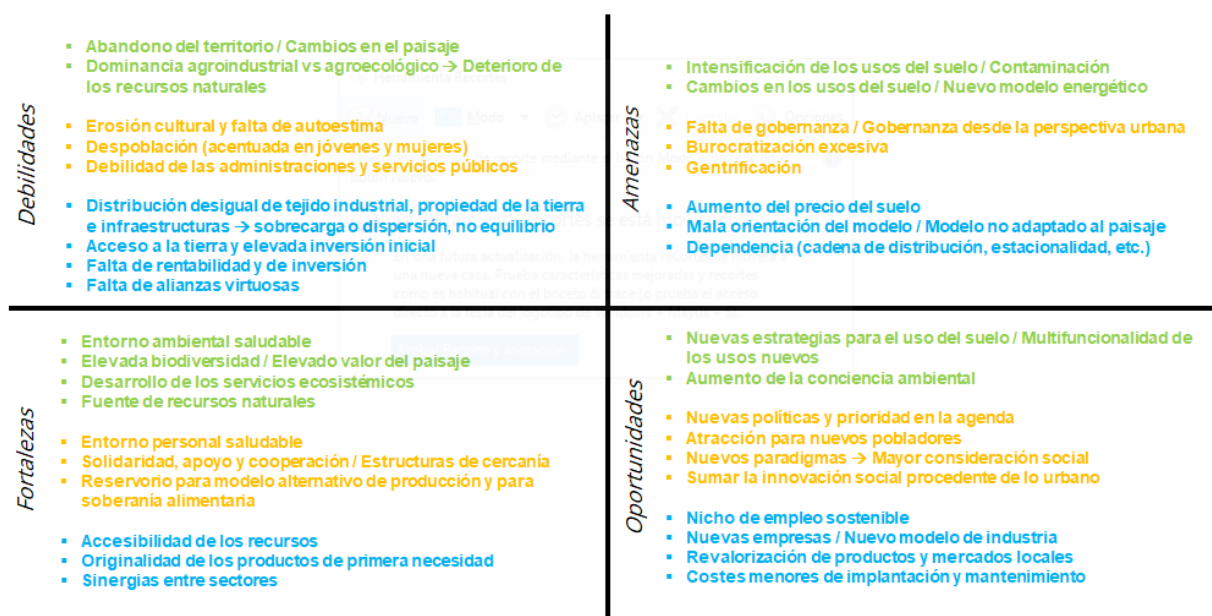 Debilidades
▪ Abandono del territorio / Cambios en el paisaje
▪ Dominancia agroindustrial vs agroecológico → Deterioro de
los recursos naturales
▪ Erosión cultural y falta de autoestima
▪ Despoblación (acentuada en jóvenes y mujeres)
▪ Debilidad de las administraciones y servicios públicos
▪ Distribución desigual de tejido industrial, propiedad de la tierra
e infraestructuras → sobrecarga o dispersión, no equilibrio
▪ Acceso a la tierra y elevada inversión inicial
▪ Falta de rentabilidad y de inversión
▪ Falta de alianzas virtuosas
Amenazas
▪ Intensificación de los usos del suelo / Contaminación
▪ Cambios en los usos del suelo / Nuevo modelo energético
▪ Falta de gobernanza / Gobernanza desde la perspectiva urbana
▪ Burocratización excesiva
▪ Gentrificación
▪ Aumento del precio del suelo
▪ Mala orientación del modelo / Modelo no adaptado al paisaje
▪ Dependencia (cadena de distribución, estacionalidad, etc.)
Fortalezas
▪ Entorno ambiental saludable
▪ Elevada biodiversidad / Elevado valor del paisaje
▪ Desarrollo de los servicios ecosistémicos
▪ Fuente de recursos naturales
▪ Entorno personal saludable
▪ Solidaridad, apoyo y cooperación / Estructuras de cercanía
▪ Reservorio para modelo alternativo de producción y para
soberanía alimentaria
▪ Accesibilidad de los recursos
▪ Originalidad de los productos de primera necesidad
▪ Sinergias entre sectores
Oportunidades
▪ Nuevas estrategias para el uso del suelo / Multifuncionalidad de
los usos nuevos
▪ Aumento de la conciencia ambiental
▪ Nuevas políticas y prioridad en la agenda
▪ Atracción para nuevos pobladores
▪ Nuevos paradigmas → Mayor consideración social
▪ Sumar la innovación social procedente de lo urbano
▪ Nicho de empleo sostenible
▪ Nuevas empresas / Nuevo modelo de industria
▪ Revalorización de productos y mercados locales
▪ Costes menores de implantación y mantenimiento